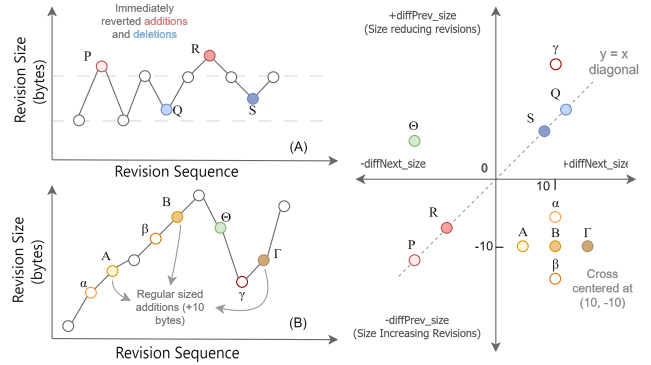 Immediately
reverted additions
and deletions
P
R
Q
S
Revision Size
(bytes)
(A)
Revision Sequence
B
Θ
β
A
Γ
α
γ
Regular sized
additions (+10
bytes)
Revision Size
(bytes)
(B)
Revision Sequence
+diffPrev_size
(Size reducing revisions)
γ
y = x
diagonal
Q
S
Θ
-diffNext_size
0
+diffNext_size
10
α
R
A
B
Γ
P
-10
β
Cross
centered at
(10, -10)
-diffPrev_size
(Size Increasing Revisions)